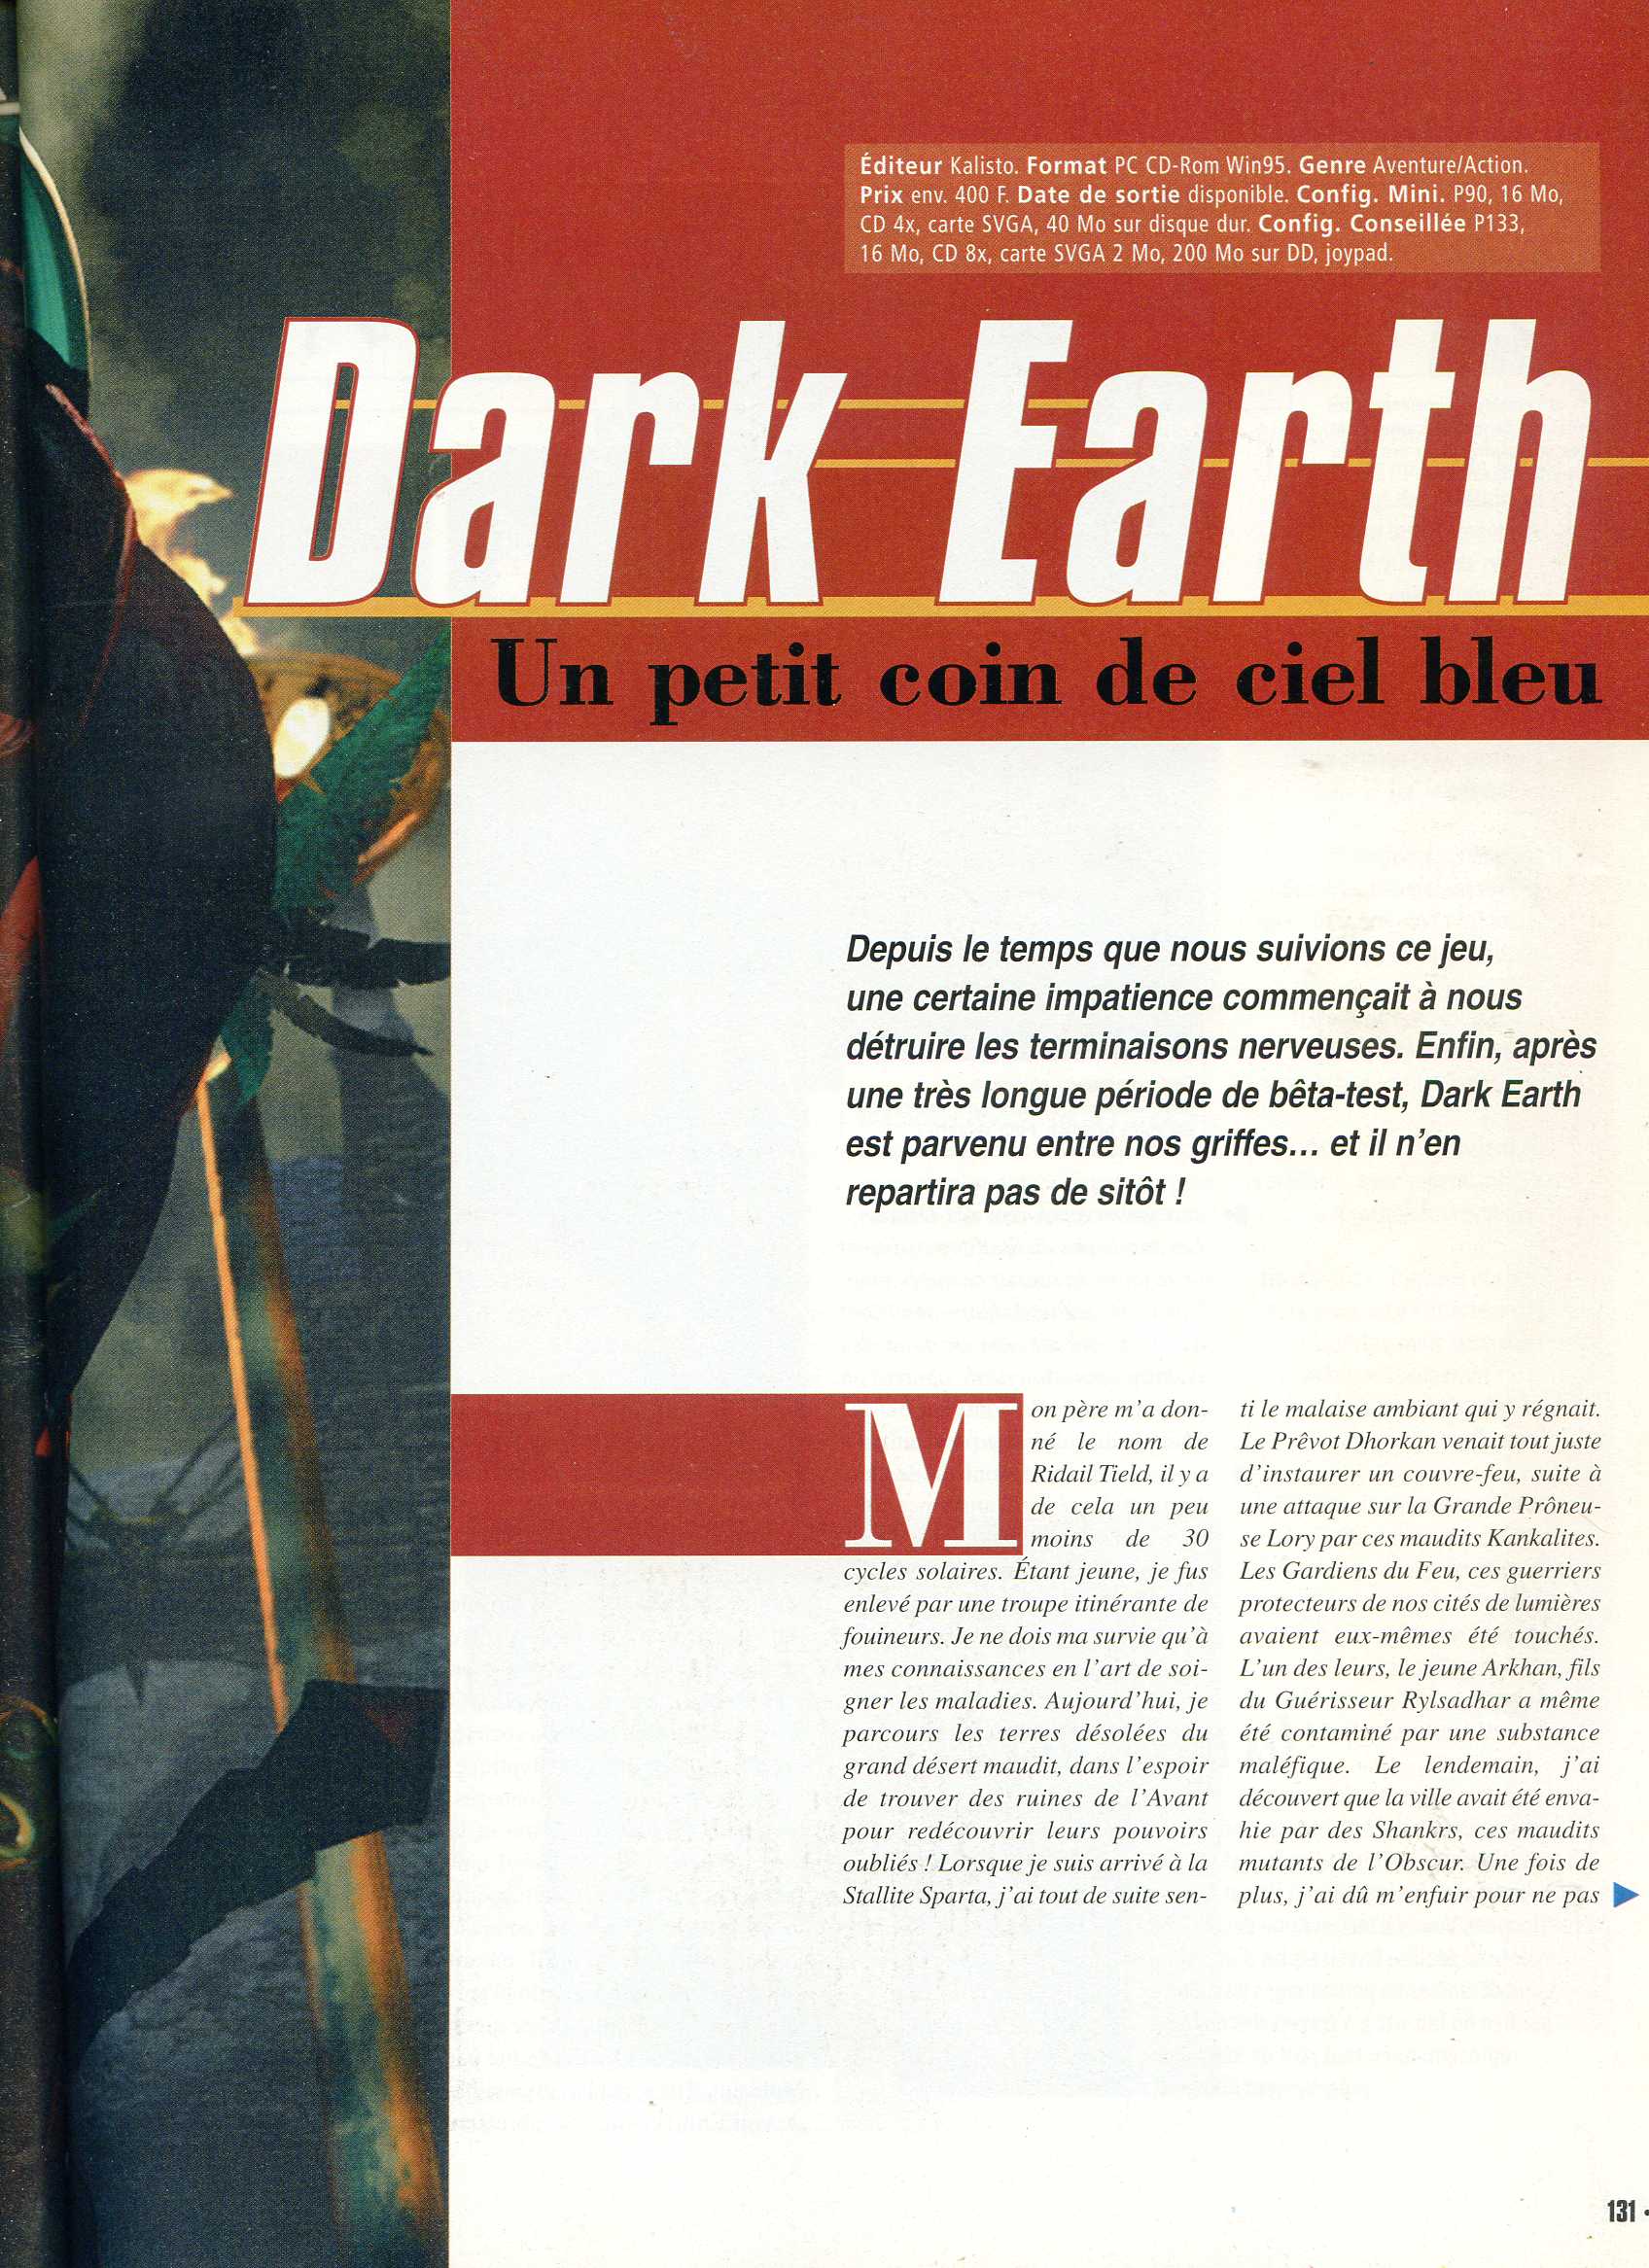 Éditeur Kalisto. Format PC CD-Rom Win95. Genre Aventure/Action.
Prix env. 400 F. Date de sortie disponible. Config. Mini. P90, 16 Mo,
CD 4x, carte SVGA, 40 Mo sur disque dur. Config. Conseillée P133,
16 Mo, CD 8x, carte SVGA 2 Mo, 200 Mo sur DD, joypad.
Dark Earth
Un petit coin de ciel bleu
Depuis le temps que nous suivions ce jeu,
une certaine impatience commençait à nous
détruire les terminaisons nerveuses. Enfin, après
une très longue période de bêta-test, Dark Earth
est parvenu entre nos griffes... et il n'en
repartira pas de sitôt !
Mon père m'a don-
né le nom de
Ridail Tield, il y a
de cela un peu
moins de 30
cycles solaires. Étant jeune, je fus
enlevé par une troupe itinérante de
fouineurs. Je ne dois ma survie qu'à
mes connaissances en l'art de soi-
gner les maladies. Aujourd'hui, je
parcours les terres désolées du
grand désert maudit, dans l'espoir
de trouver des ruines de l'Avant
pour redécouvrir leurs pouvoirs
oubliés ! Lorsque je suis arrivé à la
Stallite Sparta, j'ai tout de suite sen-
ti le malaise ambiant qui y régnait.
Le Prêvot Dhorkan venait tout juste
d'instaurer un couvre-feu, suite à
une attaque sur la Grande Prôneu-
se Lory par ces maudits Kankalites.
Les Gardiens du Feu, ces guerriers
protecteurs de nos cités de lumières
avaient eux-mêmes été touchés.
L'un des leurs, le jeune Arkhan, fils
du Guérisseur Rylsadhar a même
été contaminé par une substance
maléfique. Le lendemain, j'ai
découvert que la ville avait été enva-
hie par des Shankrs, ces maudits
mutants de l'Obscur. Une fois de
plus, j'ai dû m'enfuir pour ne pas
131